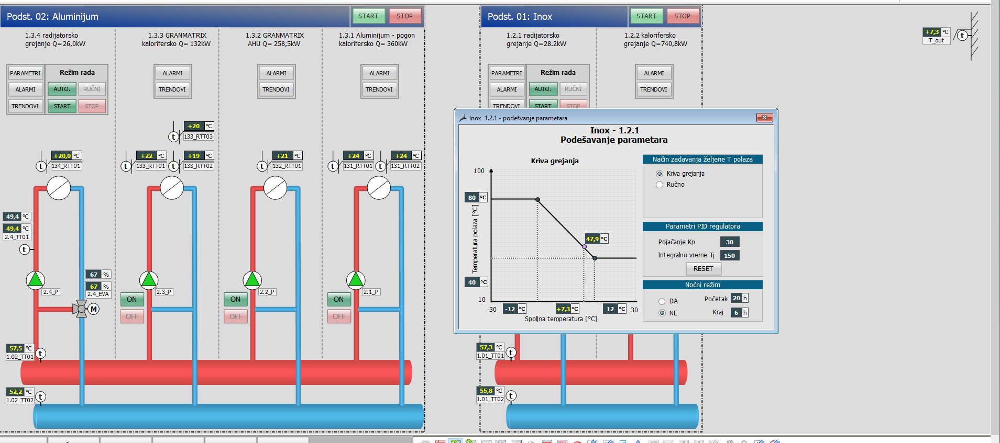 Podst. 02: Aluminijum
START
STOP
1.3.4 radijatorsko
grejanje Q=26,0kW
1.3.3 GRANMATRIX
kalorifersko Q= 132kW
1.3.2 GRANMATRIX
AHU Q= 258,5kW
1.3.1 Aluminijum - pogon
kalorifersko Q= 360kW
PARAMETRI
ALARMI
TRENDOVI
Režim rada
AUTO.
RUČNI
START
STOP
ALARMI
TRENDOVI
ALARMI
TRENDOVI
ALARMI
TRENDOVI
+20 °C
t
133_RTT03
+20,0 °C
t
134_RTT01
+22 °C
t
133_RTT01
+19 °C
t
133_RTT02
+21 °C
t
132_RTT01
+24 °C
t
131_RTT01
+24 °C
t
131_RTT02
49,4 °C
49,4 °C
2.4_TT01
t
2.4_P
67 %
67 %
2.4_EVA
M
2.3_P
ON
OFF
2.2_P
ON
OFF
2.1_P
ON
OFF
57,5 °C
1.02_TT01
t
52,2 °C
1.02_TT02
t
Podst. 01: Inox
START
STOP
1.2.1 radijatorsko
grejanje Q=28.2kW
1.2.2 kalorifersko
grejanje Q=740,8kW
PARAMETRI
ALARMI
TRENDOVI
Režim rada
AUTO.
RUČNI
START
STOP
ALARMI
TRENDOVI
+7,3 °C
T_out
t
Inox 1.2.1 - podešvanje parametara
Inox - 1.2.1
Podešavanje parametara
Kriva grejanja
100
80 °C
Temperatura polaza [°C]
47,9 °C
40 °C
10
-30
-12 °C
+7,3 °C
12 °C
30
Spoljna temperatura [°C]
Način zadavanja željene T polaza
Kriva grejanja
Ručno
Parametri PID regulatora
Pojačanje Kp 30
Integralno vreme TI 150
RESET
Noćni režim
DA
NE
Početak 20 h
Kraj 6 h
57,3 °C
1.01_TT01
t
55,8 °C
1.01_TT02
t